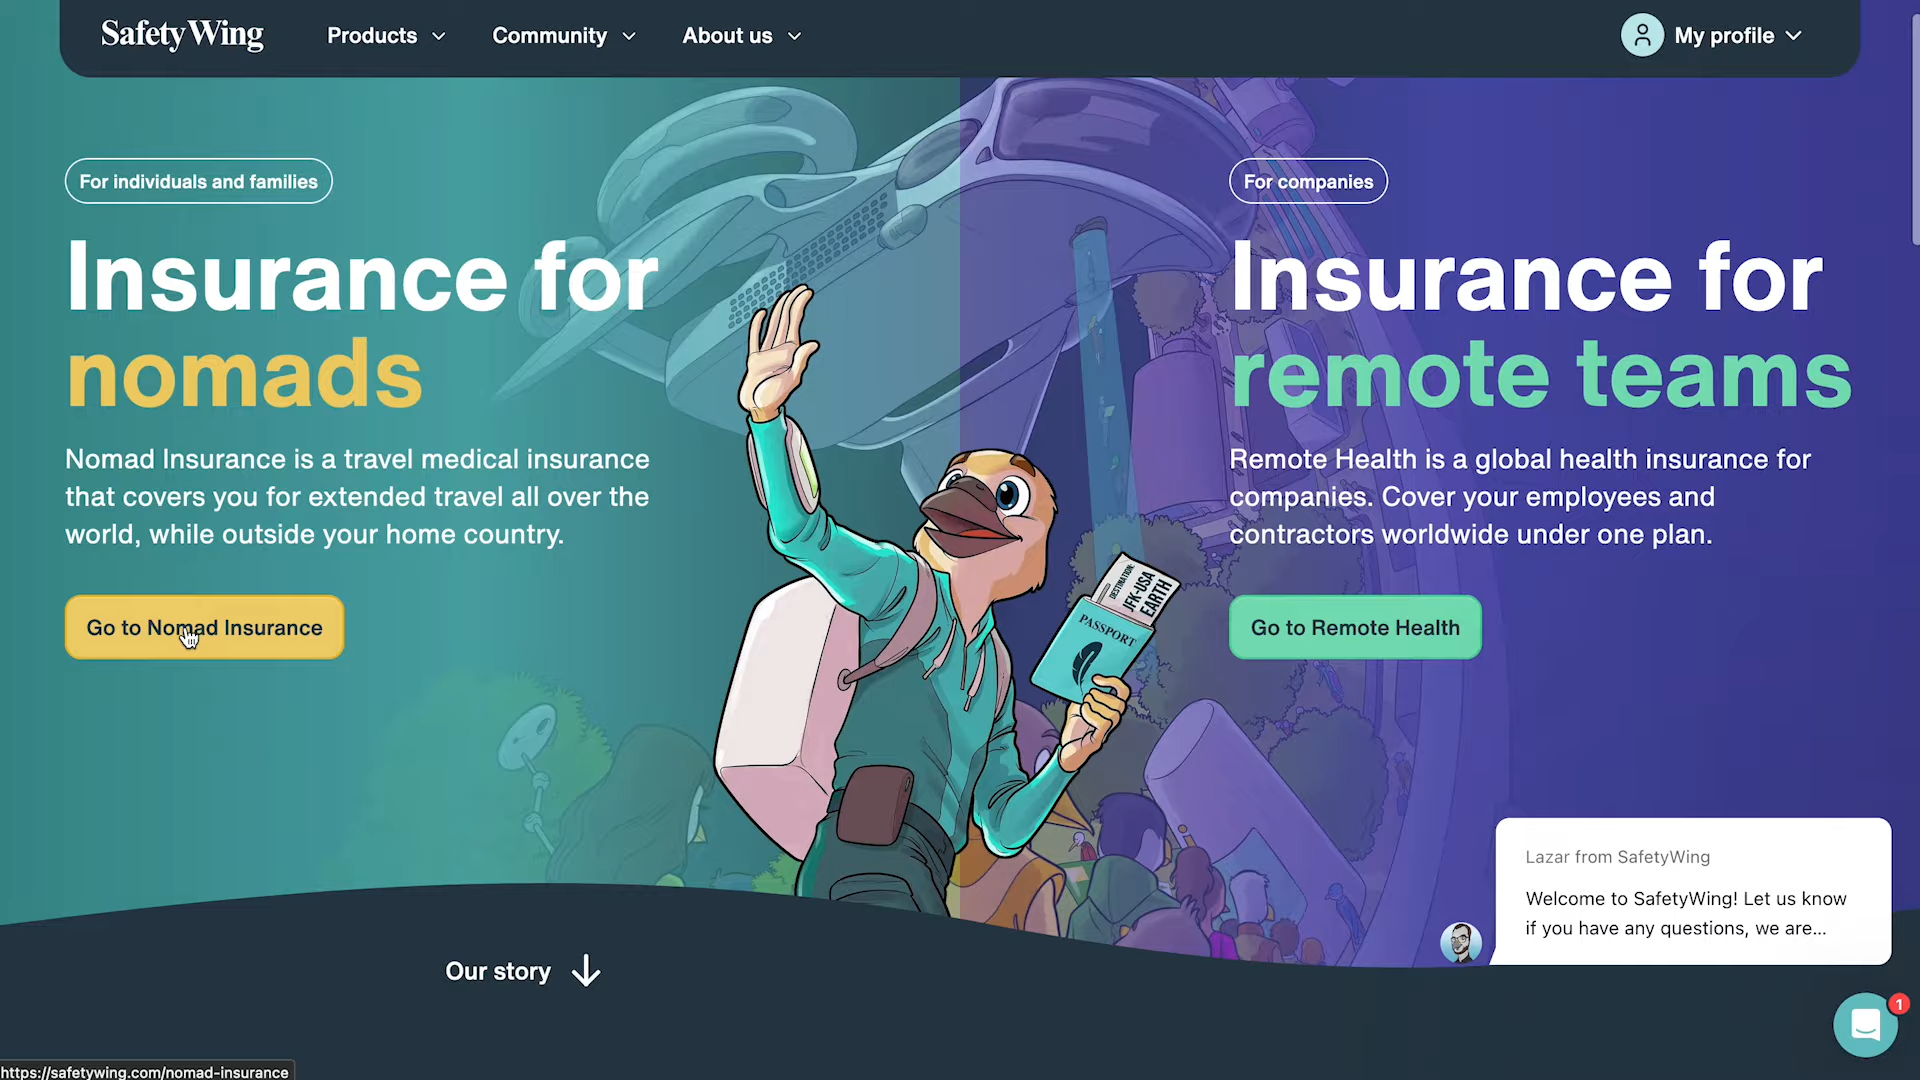 SafetyWing
Products
Community
About us
My profile
For individuals and families
Insurance for
nomads
Nomad Insurance is a travel medical insurance
that covers you for extended travel all over the
world, while outside your home country.
Go to Nomad Insurance
For companies
Insurance for
remote teams
Remote Health is a global health insurance for
companies. Cover your employees and
contractors worldwide under one plan.
Go to Remote Health
DESTINATION:
JFK-USA
EARTH
PASSPORT
Lazar from SafetyWing
Welcome to SafetyWing! Let us know
if you have any questions, we are...
Our story
1
https://safetywing.com/nomad-insurance